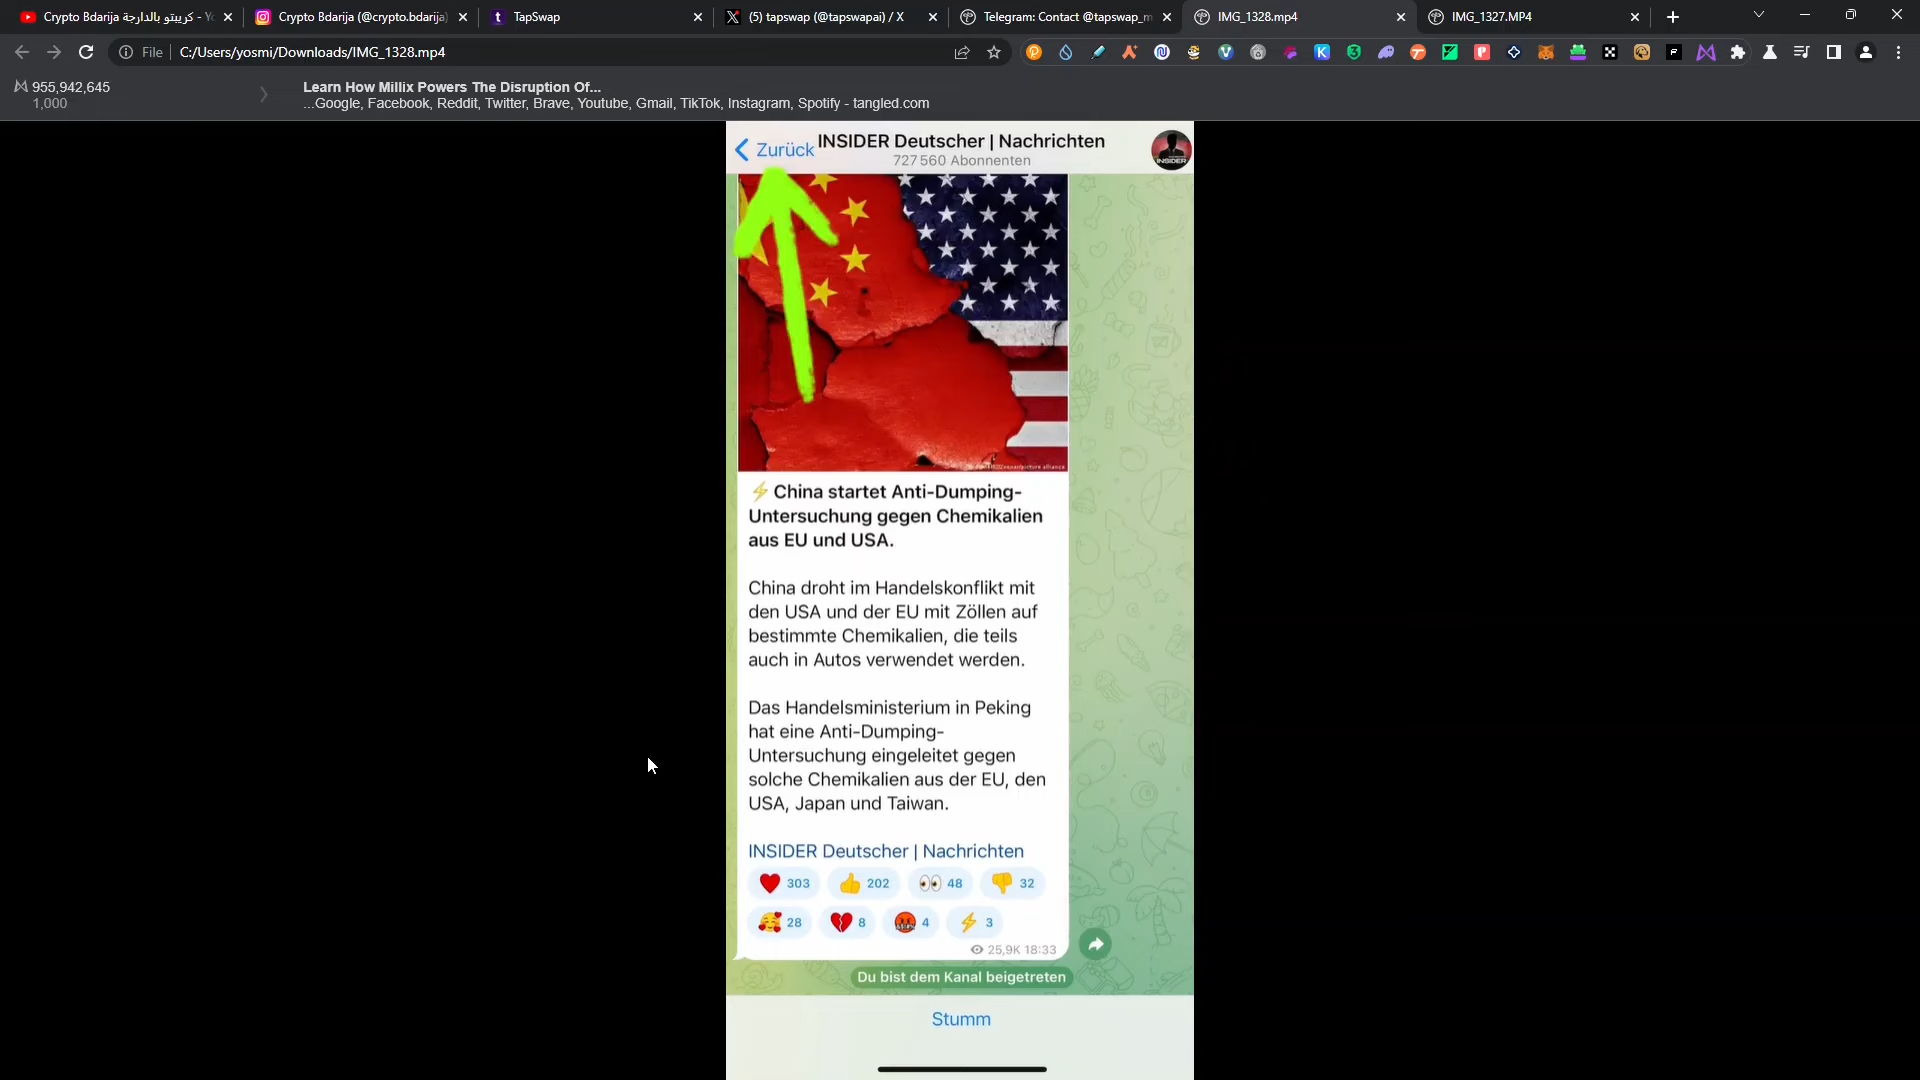 Crypto Bdarija كريبتو بالدارجة - Yo
Crypto Bdarija (@crypto.bdarija)
TapSwap
(5) tapswap (@tapswapai) / X
Telegram: Contact @tapswap_m
IMG_1328.mp4
IMG_1327.MP4
File
C:/Users/yosmi/Downloads/IMG_1328.mp4
955,942,645
1,000
Learn How Millix Powers The Disruption Of...
...Google, Facebook, Reddit, Twitter, Brave, Youtube, Gmail, TikTok, Instagram, Spotify - tangled.com
Zurück
INSIDER Deutscher | Nachrichten
727 560 Abonnenten
INSIDER
⚡ China startet Anti-Dumping-
Untersuchung gegen Chemikalien
aus EU und USA.
China droht im Handelskonflikt mit
den USA und der EU mit Zöllen auf
bestimmte Chemikalien, die teils
auch in Autos verwendet werden.
Das Handelsministerium in Peking
hat eine Anti-Dumping-
Untersuchung eingeleitet gegen
solche Chemikalien aus der EU, den
USA, Japan und Taiwan.
INSIDER Deutscher | Nachrichten
❤️ 303 👍 202 👀 48 👎 32
🥰 28 💔 8 🤬 4 ⚡ 3
25,9K 18:33
Du bist dem Kanal beigetreten
Stumm